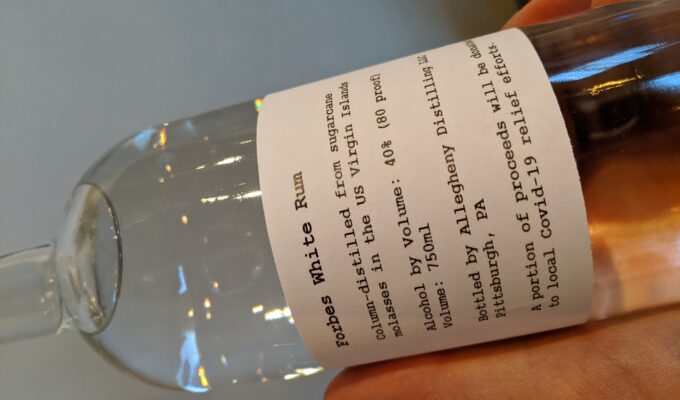 Forbes White Rum
Column-distilled from sugarcane
molasses in the US Virgin Islands
Alcohol by Volume: 40% (80 proof)
Volume: 750ml
Bottled by Allegheny Distilling LLC
Pittsburgh, PA
A portion of proceeds will be donated
to local Covid-19 relief efforts.